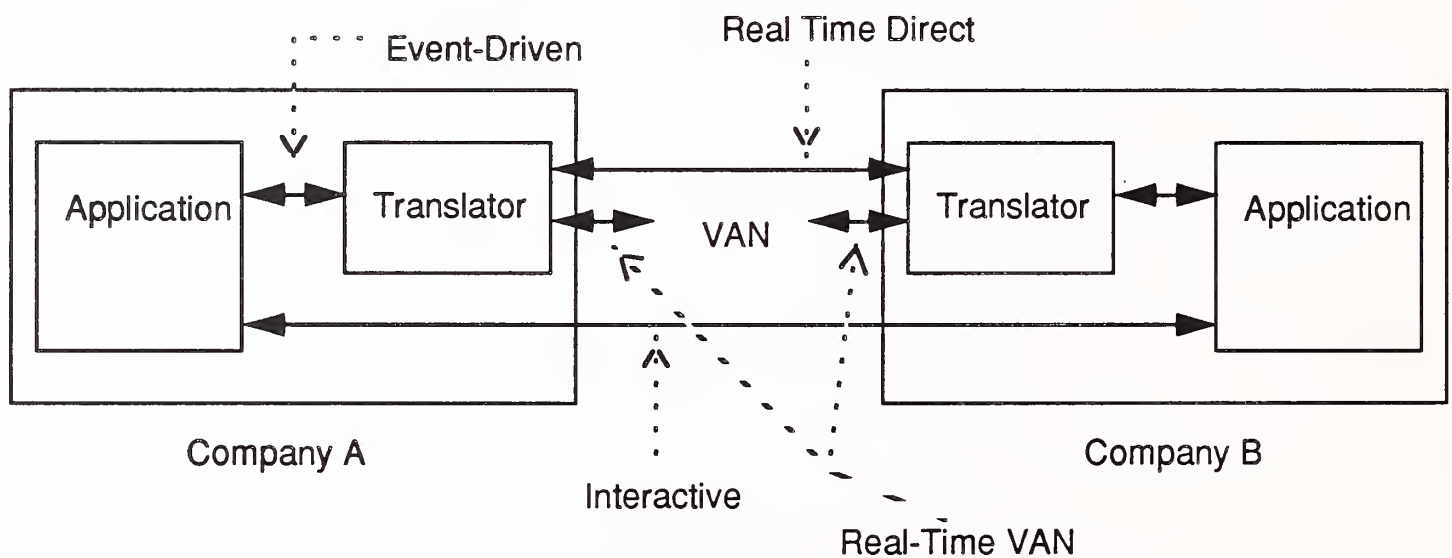 Event-Driven
Real Time Direct
Application
Translator
VAN
Translator
Application
Company A
Company B
Interactive
Real-Time VAN